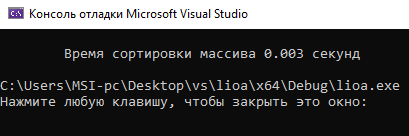 Консоль отладки Microsoft Visual Studio
Время сортировки массива 0.003 секунд
C:\Users\MSI-pc\Desktop\vs\lioa\x64\Debug\lioa.exe
Нажмите любую клавишу, чтобы закрыть это окно: